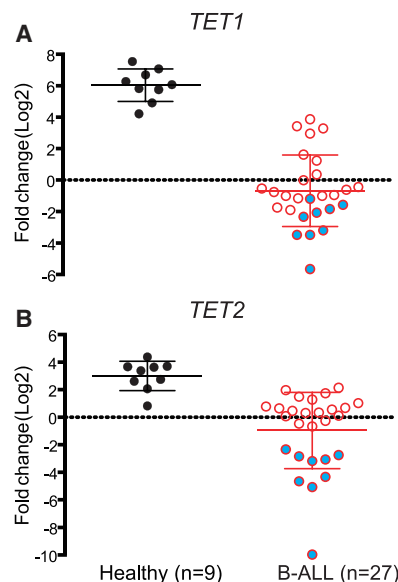 TET1
A
Fold change(Log2)
8
6
4
2
0
-2
-4
-6
TET2
B
Fold change(Log2)
6
4
2
0
-2
-4
-6
-8
-10
Healthy (n=9) B-ALL (n=27)